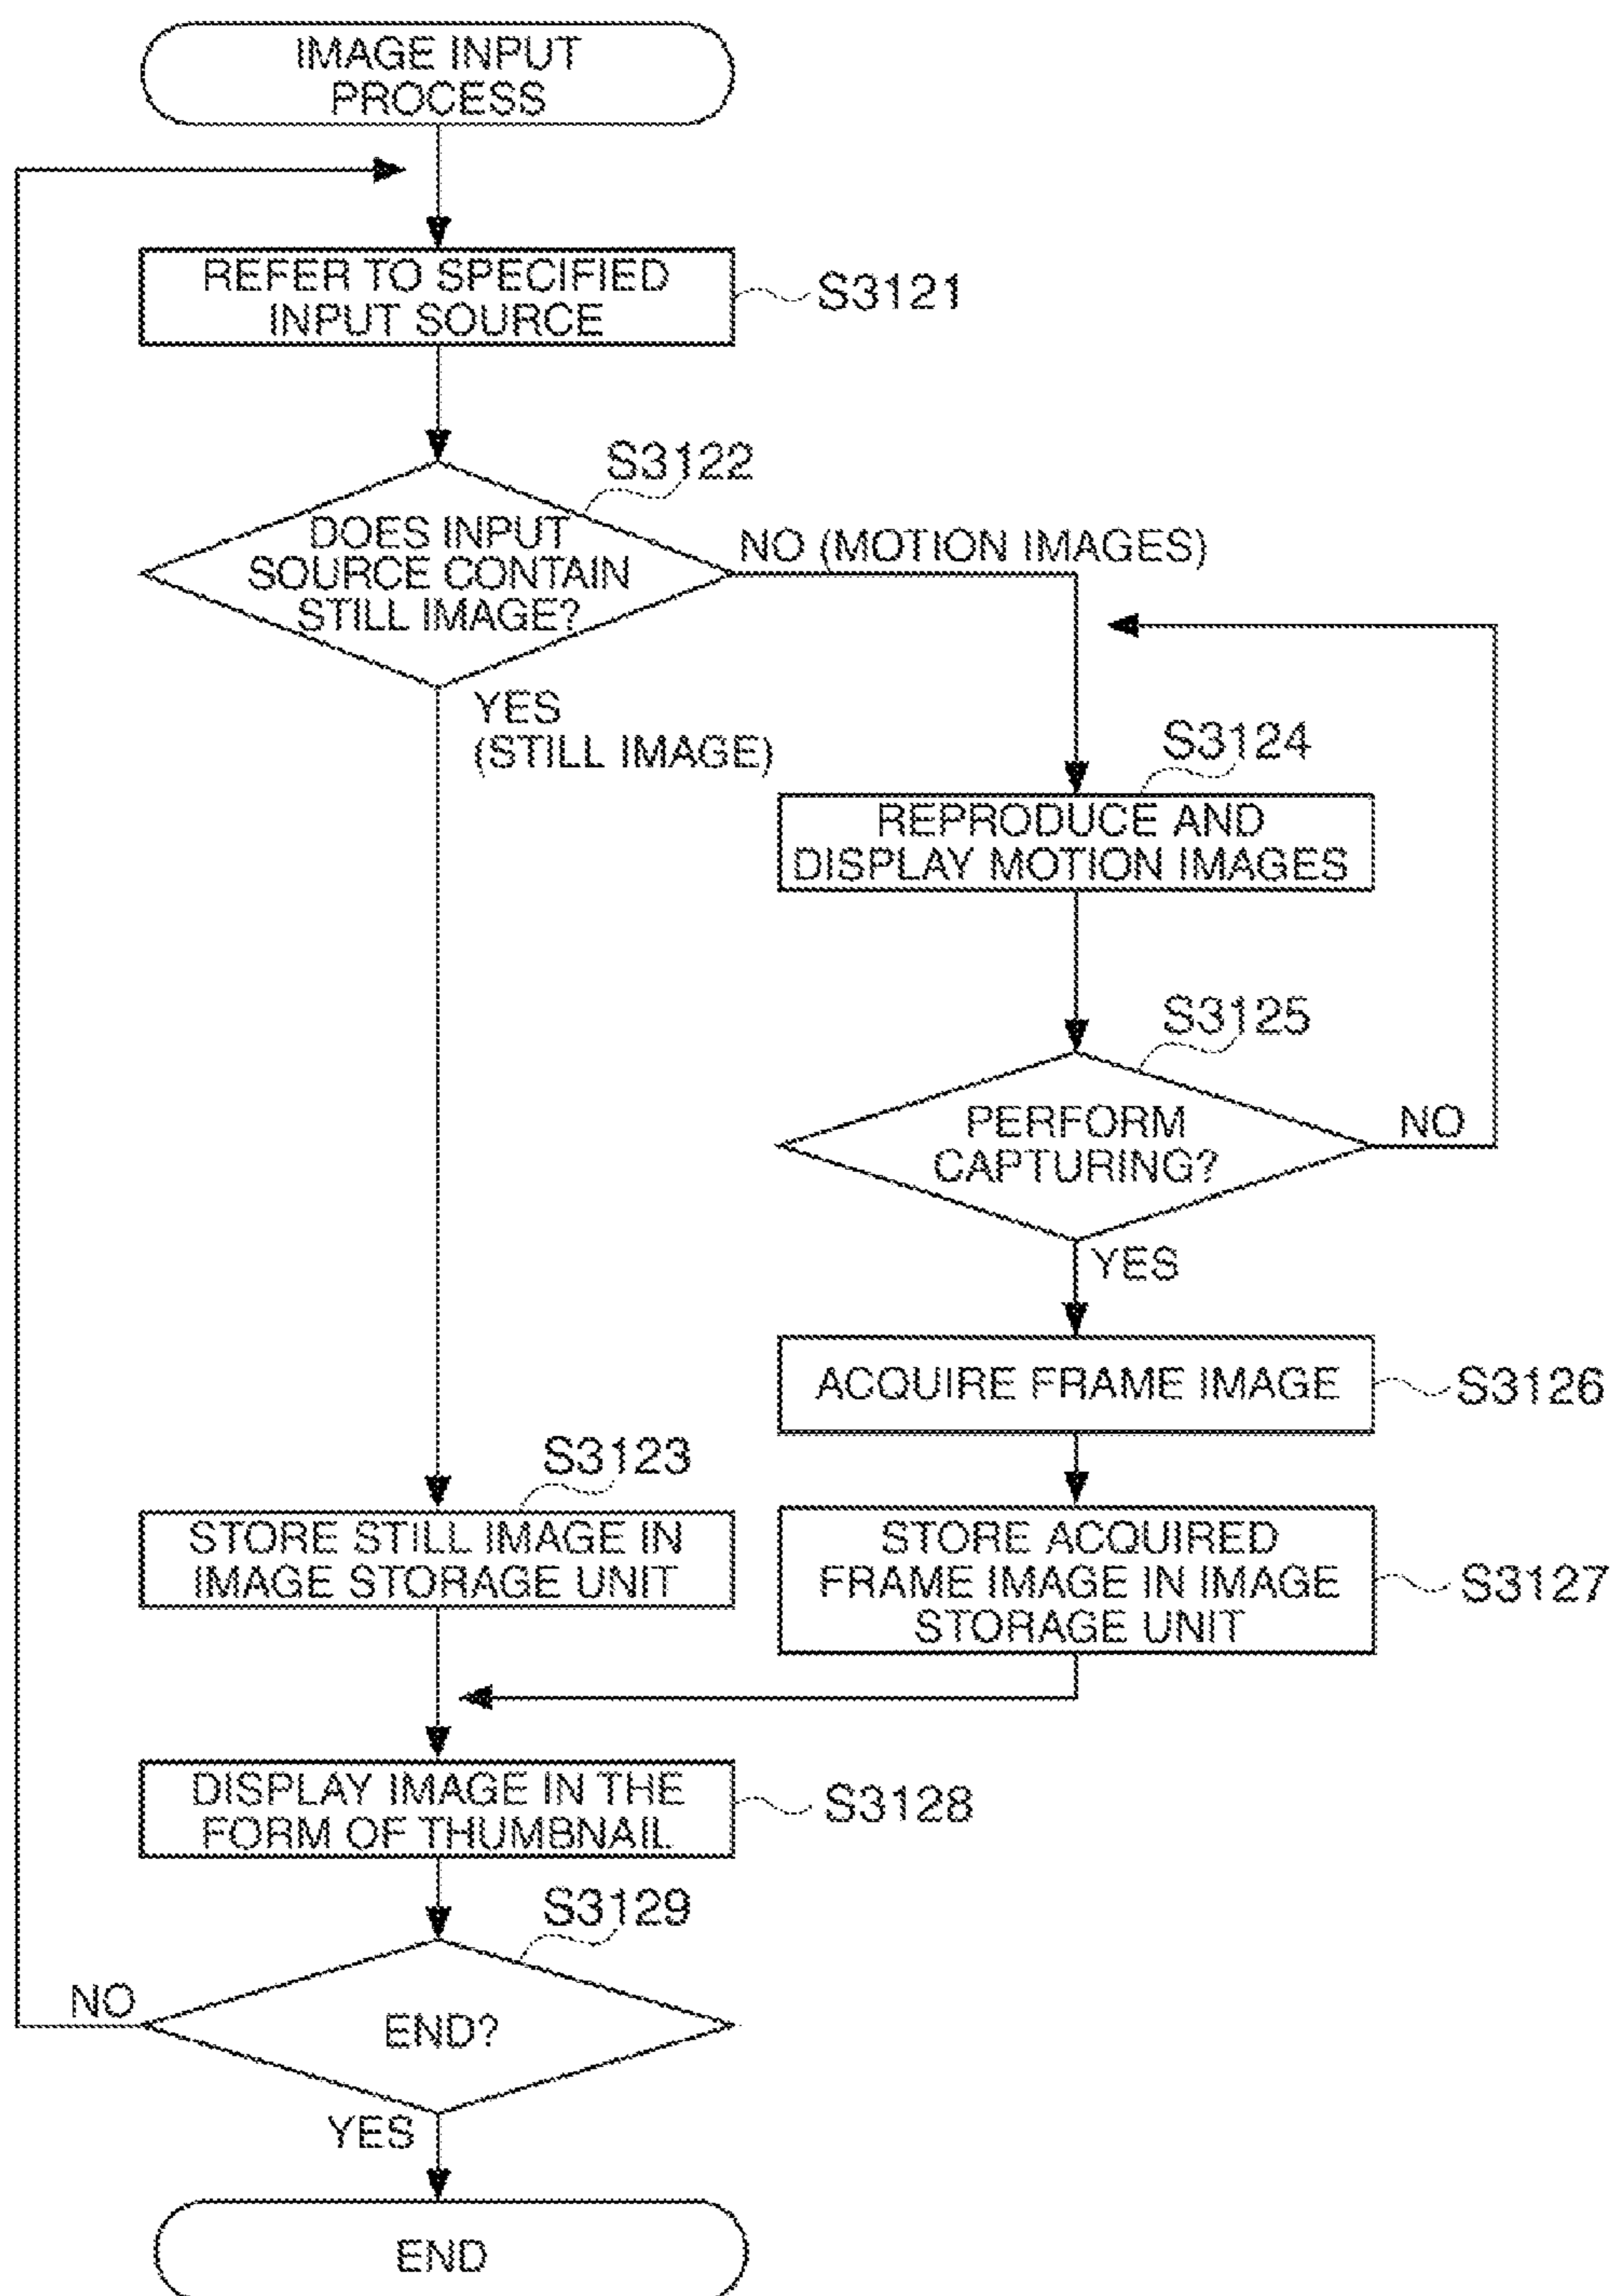 IMAGE INPUT
PROCESS
REFER TO SPECIFIED
INPUT SOURCE
S3121
S3122
DOES INPUT
SOURCE CONTAIN
STILL IMAGE?
NO (MOTION IMAGES)
YES
(STILL IMAGE)
S3124
REPRODUCE AND
DISPLAY MOTION IMAGES
S3125
PERFORM
CAPTURING?
NO
YES
ACQUIRE FRAME IMAGE
S3126
S3123
STORE STILL IMAGE IN
IMAGE STORAGE UNIT
STORE ACQUIRED
FRAME IMAGE IN IMAGE
STORAGE UNIT
S3127
DISPLAY IMAGE IN THE
FORM OF THUMBNAIL
S3128
S3129
NO
END?
YES
END